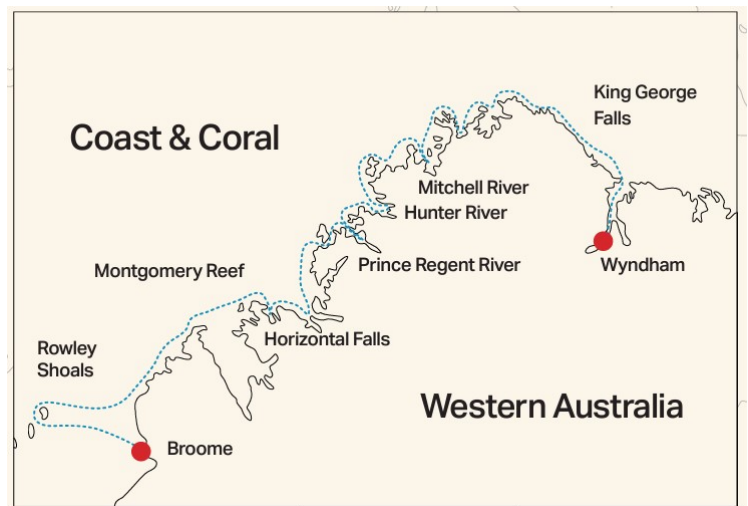 King George
Falls
Coast & Coral
Mitchell River
Hunter River
Prince Regent River
Wyndham
Montgomery Reef
Horizontal Falls
Rowley
Shoals
Western Australia
Broome